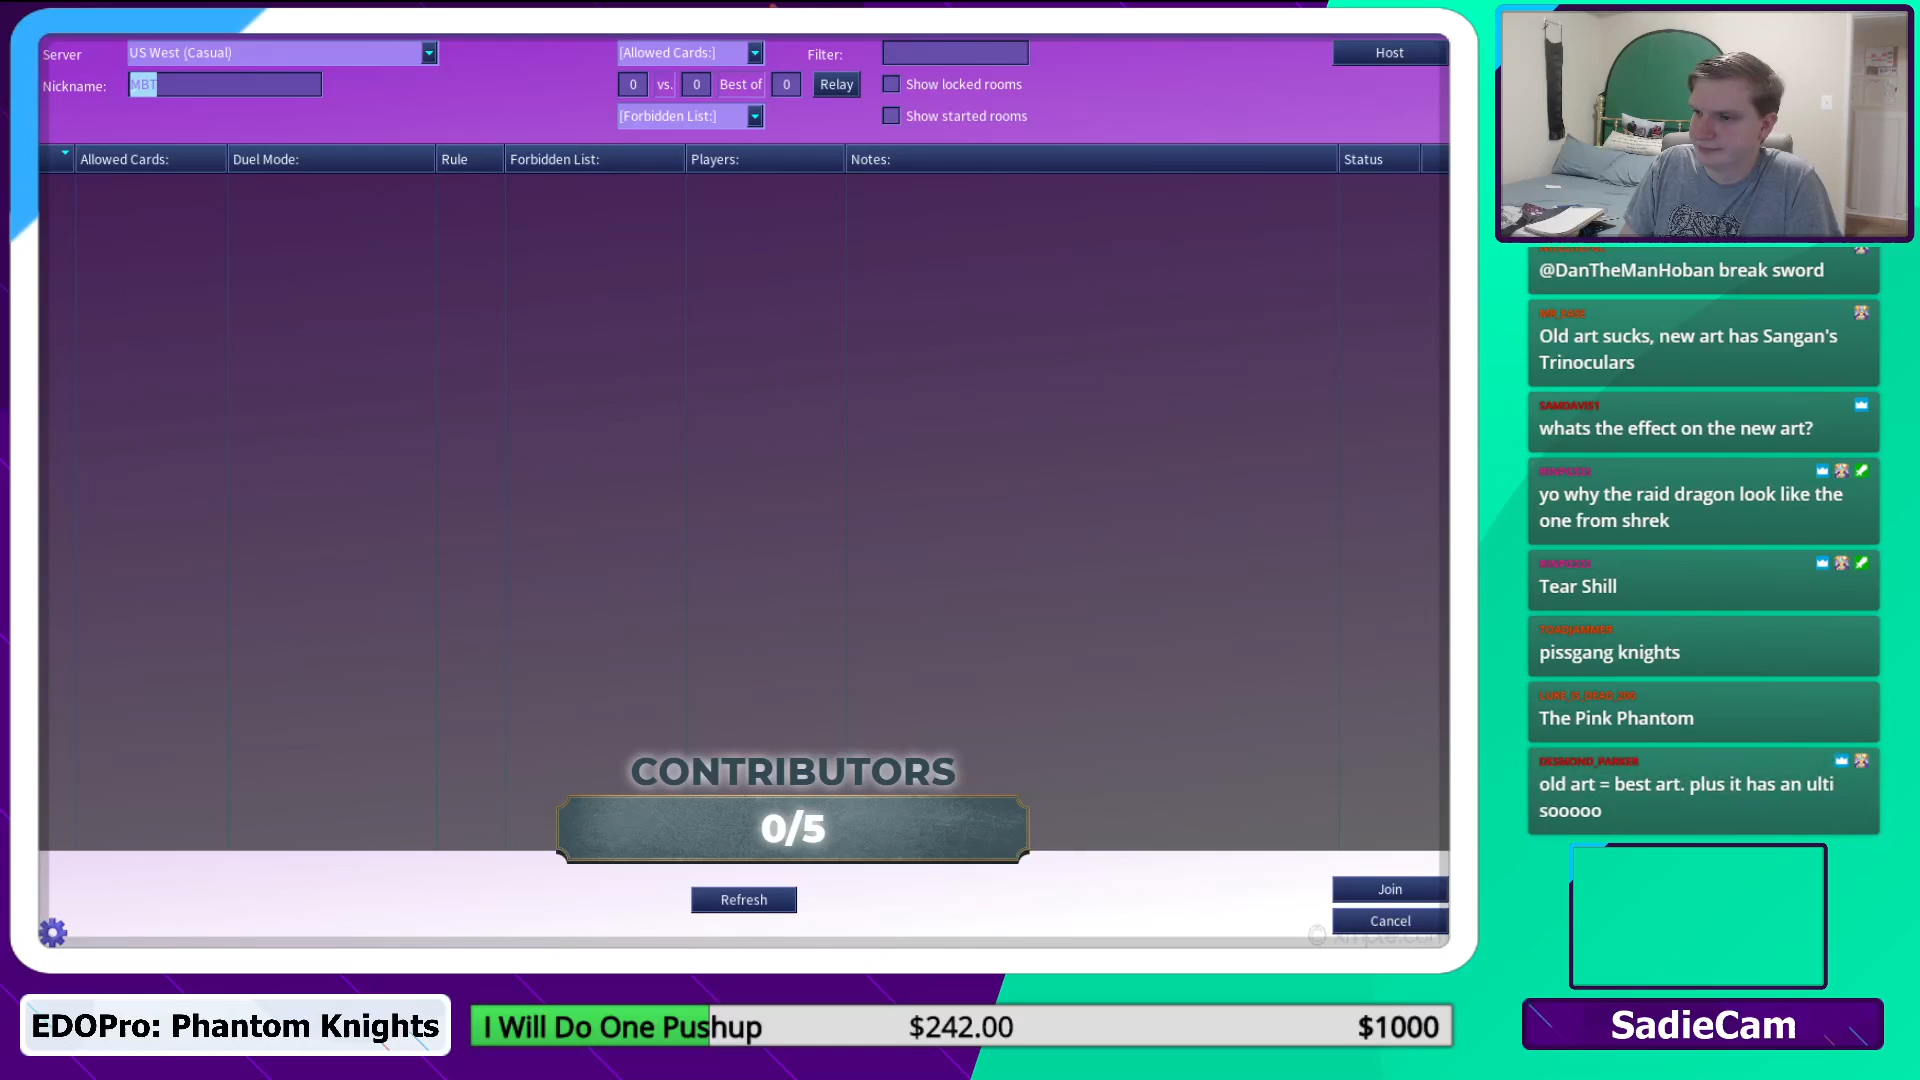 Server
US West (Casual)
[Allowed Cards:]
Filter:
Host
Nickname:
MBT
0
vs.
0
Best of
0
Relay
Show locked rooms
[Forbidden List:]
Show started rooms
Allowed Cards:
Duel Mode:
Rule
Forbidden List:
Players:
Notes:
Status
@DanTheManHoban break sword
MR_EASE
Old art sucks, new art has Sangan's
Trinoculars
SAMDAVIS1
whats the effect on the new art?
yo why the raid dragon look like the
one from shrek
Tear Shill
TOADJAMMER
pissgang knights
LUKE_IS_DEAD_200
The Pink Phantom
DESMOND_PARKER
old art = best art. plus it has an ulti
sooooo
CONTRIBUTORS
0/5
Refresh
Join
Cancel
EDOPro: Phantom Knights
I Will Do One Pushup
$242.00
$1000
SadieCam